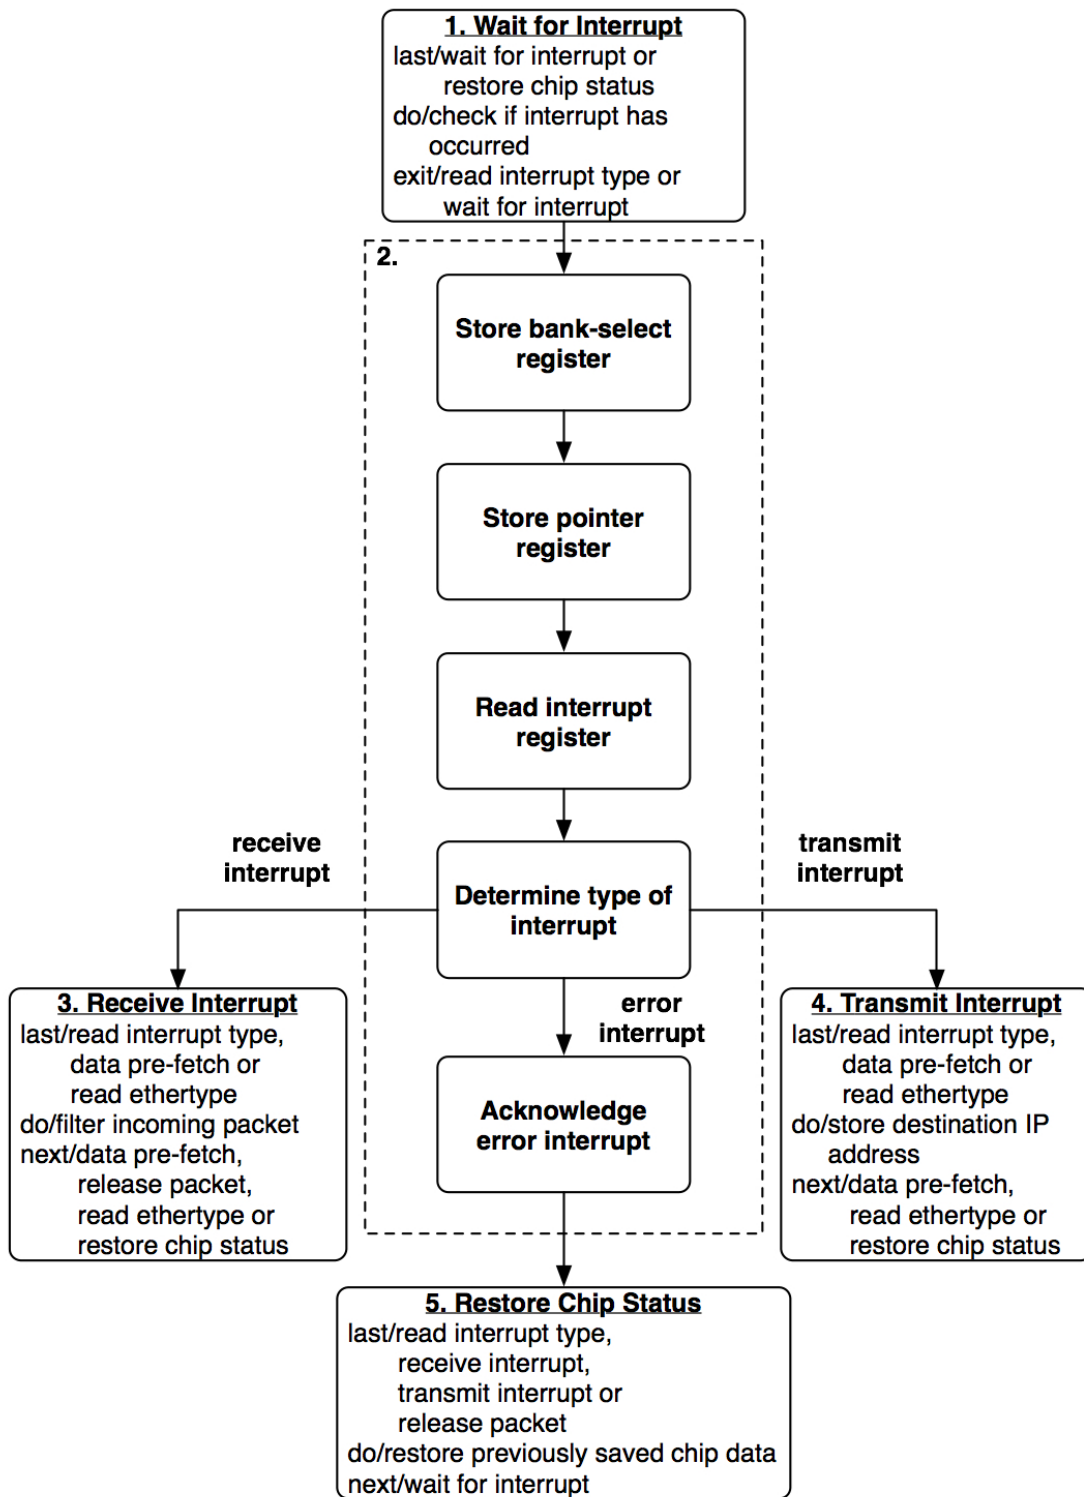 1. Wait for Interrupt
last/wait for interrupt or
restore chip status
do/check if interrupt has
occurred
exit/read interrupt type or
wait for interrupt
2.
Store bank-select
register
Store pointer
register
Read interrupt
register
receive
interrupt
transmit
interrupt
Determine type of
interrupt
error
interrupt
3. Receive Interrupt
last/read interrupt type,
data pre-fetch or
read ethertype
do/filter incoming packet
next/data pre-fetch,
release packet,
read ethertype or
restore chip status
4. Transmit Interrupt
last/read interrupt type,
data pre-fetch or
read ethertype
do/store destination IP
address
next/data pre-fetch,
read ethertype or
restore chip status
Acknowledge
error interrupt
5. Restore Chip Status
last/read interrupt type,
receive interrupt,
transmit interrupt or
release packet
do/restore previously saved chip data
next/wait for interrupt